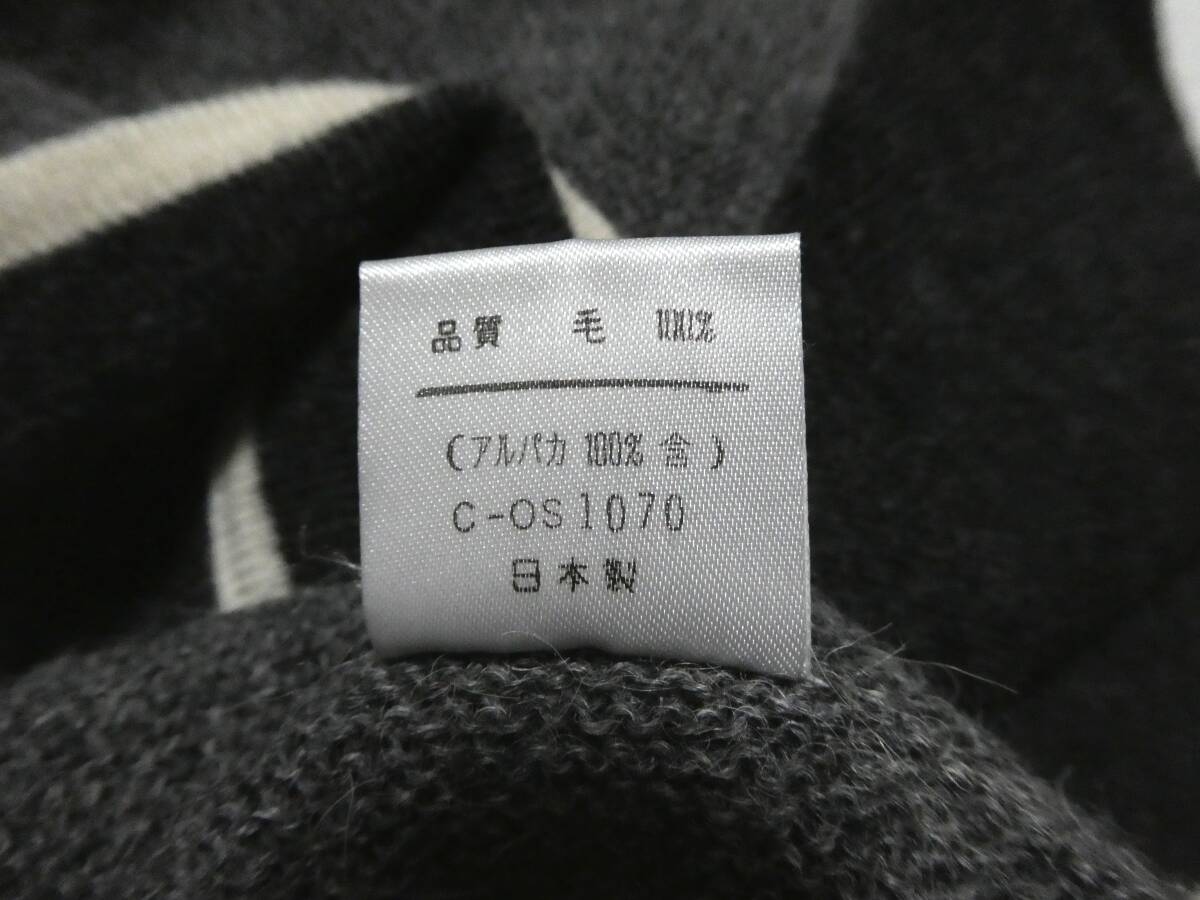 品質 毛 100%
(アルパカ 100% 含)
C-OS1070
日本製